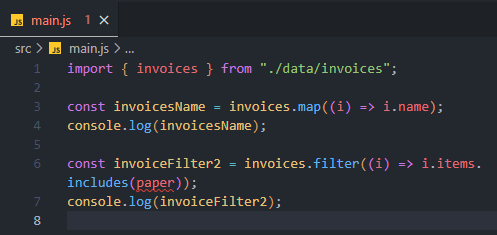 JS main.js 1 ×
src > JS main.js > ...
1 import { invoices } from "./data/invoices";
2
3 const invoicesName = invoices.map((i) => i.name);
4 console.log(invoicesName);
5
6 const invoiceFilter2 = invoices.filter((i) => i.items.
includes(paper));
7 console.log(invoiceFilter2);
8